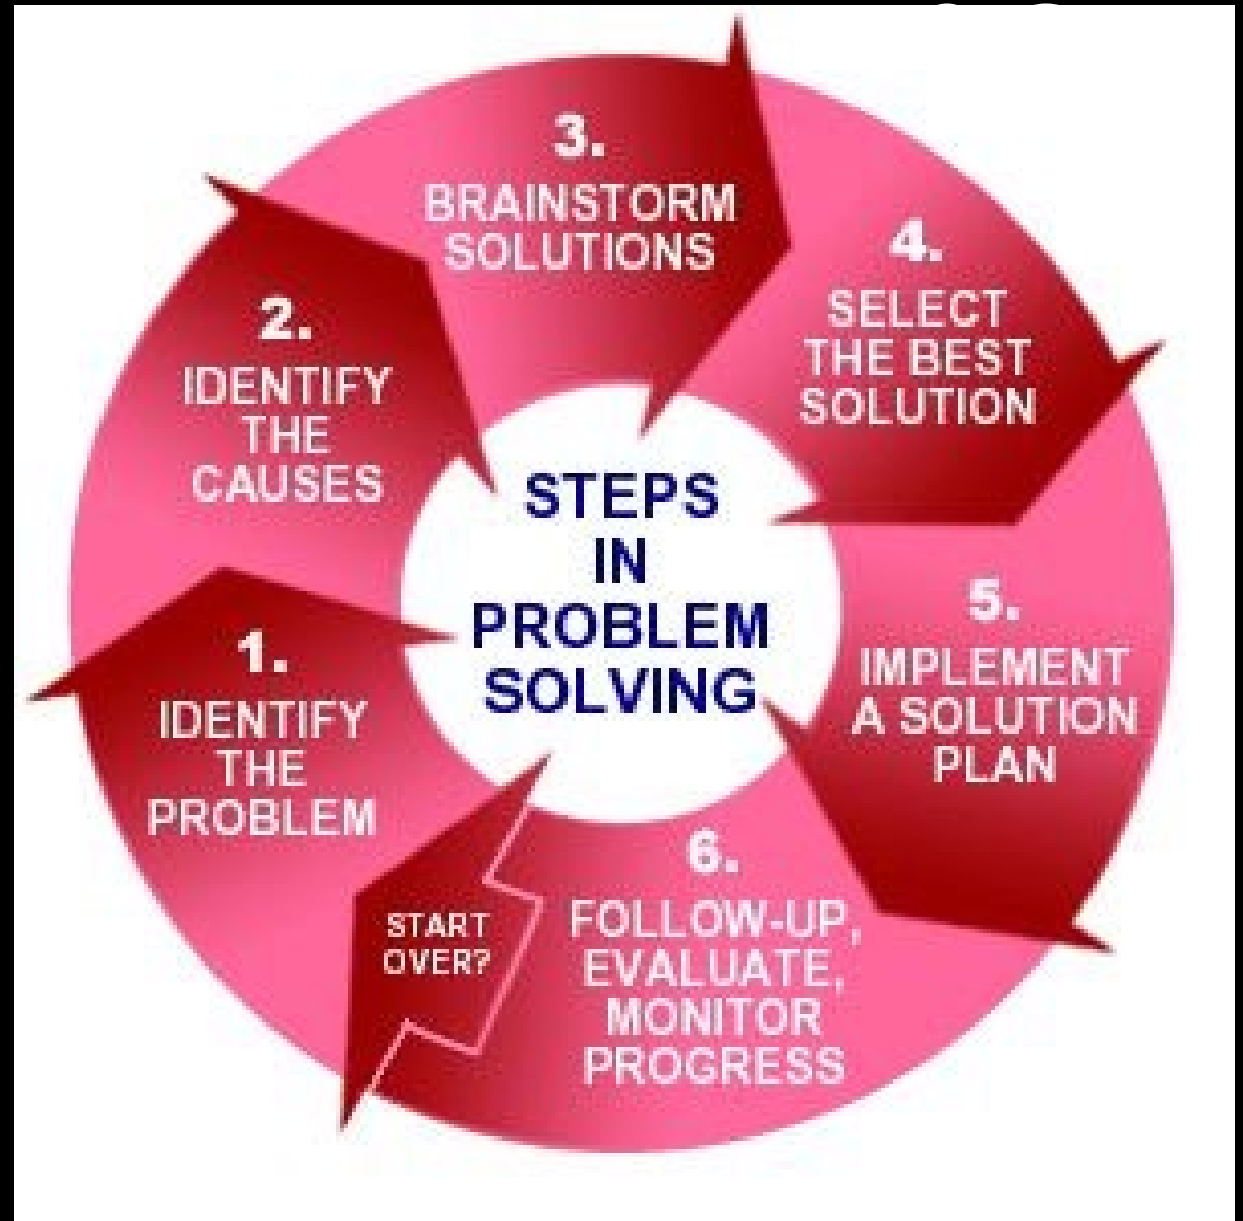 STEPS
IN
PROBLEM
SOLVING
1.
IDENTIFY
THE
PROBLEM
2.
IDENTIFY
THE
CAUSES
3.
BRAINSTORM
SOLUTIONS
4.
SELECT
THE BEST
SOLUTION
5.
IMPLEMENT
A SOLUTION
PLAN
6.
FOLLOW-UP,
EVALUATE,
MONITOR
PROGRESS
START
OVER?